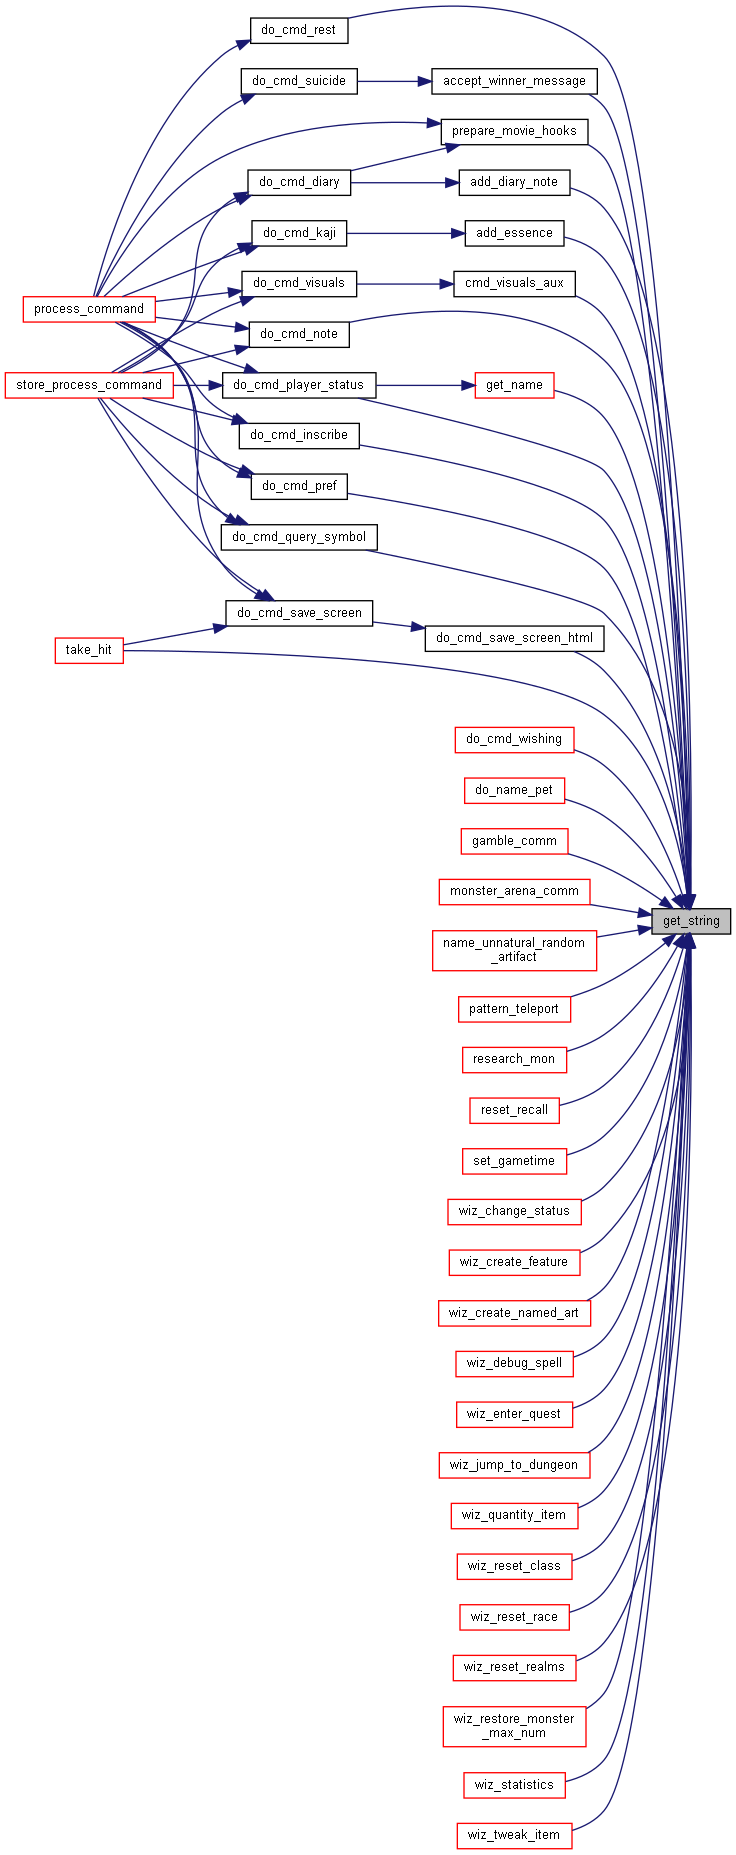 do_cmd_rest
do_cmd_suicide
accept_winner_message
prepare_movie_hooks
do_cmd_diary
add_diary_note
do_cmd_kaji
add_essence
do_cmd_visuals
cmd_visuals_aux
process_command
do_cmd_note
store_process_command
do_cmd_player_status
get_name
do_cmd_inscribe
do_cmd_pref
do_cmd_query_symbol
do_cmd_save_screen
do_cmd_save_screen_html
take_hit
do_cmd_wishing
do_name_pet
gamble_comm
monster_arena_comm
get_string
name_unnatural_random
_artifact
pattern_teleport
research_mon
reset_recall
set_gametime
wiz_change_status
wiz_create_feature
wiz_create_named_art
wiz_debug_spell
wiz_enter_quest
wiz_jump_to_dungeon
wiz_quantity_item
wiz_reset_class
wiz_reset_race
wiz_reset_realms
wiz_restore_monster
_max_num
wiz_statistics
wiz_tweak_item